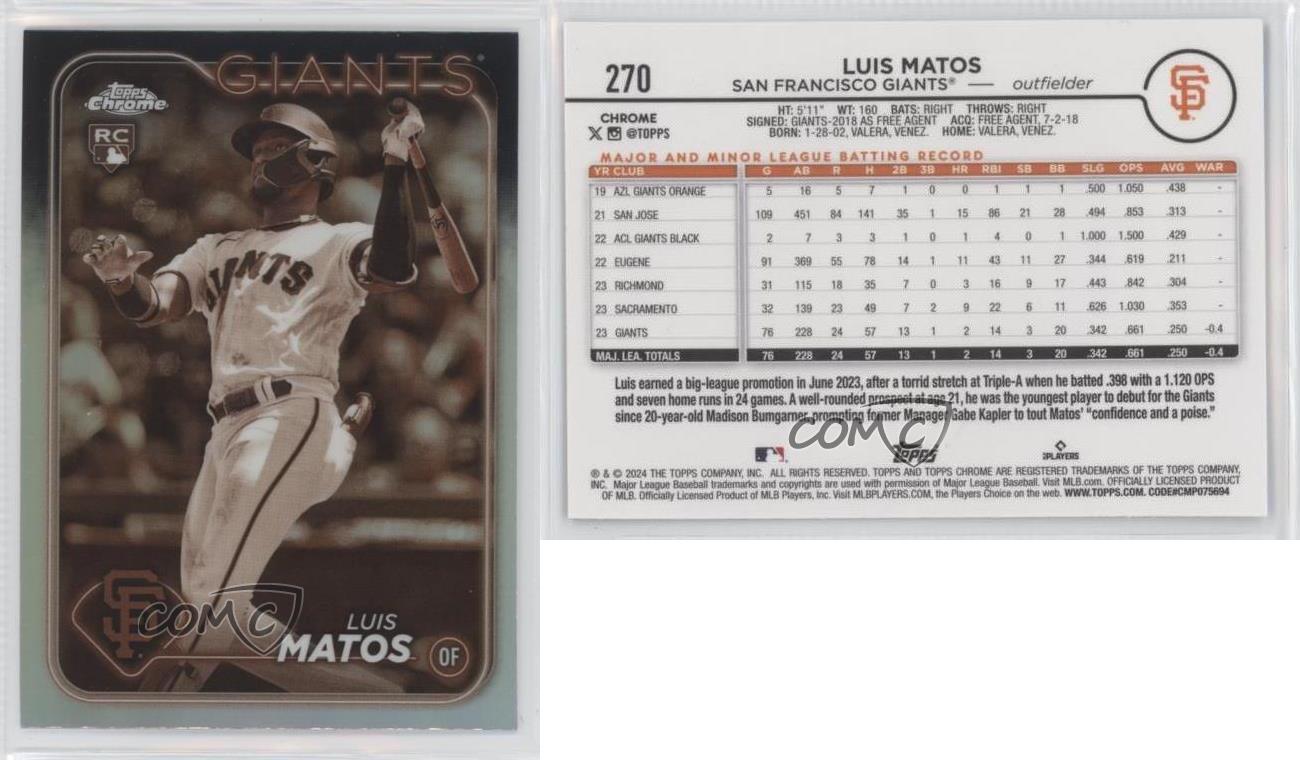 GIANTS
Topps Chrome
RC
GIANTS
SF
COMC
LUIS
MATOS
OF
270
LUIS MATOS
SAN FRANCISCO GIANTS® — outfielder
SF
CHROME
X @TOPPS
HT: 5'11" WT: 160 BATS: RIGHT THROWS: RIGHT
SIGNED: GIANTS-2018 AS FREE AGENT ACQ: FREE AGENT, 7-2-18
BORN: 1-28-02, VALERA, VENEZ. HOME: VALERA, VENEZ.
MAJOR AND MINOR LEAGUE BATTING RECORD
YR CLUB G AB R H 2B 3B HR RBI SB BB SLG OPS AVG WAR
19 AZL GIANTS ORANGE 5 16 5 7 1 0 0 1 1 1 .500 1.050 .438 -
21 SAN JOSE 109 451 84 141 35 1 15 86 21 28 .494 .853 .313 -
22 ACL GIANTS BLACK 2 7 3 3 1 0 1 4 0 1 1.000 1.500 .429 -
22 EUGENE 91 369 55 78 14 1 11 43 11 27 .344 .619 .211 -
23 RICHMOND 31 115 18 35 7 0 3 16 9 17 .443 .842 .304 -
23 SACRAMENTO 32 139 23 49 7 2 9 22 6 11 .626 1.030 .353 -
23 GIANTS 76 228 24 57 13 1 2 14 3 20 .342 .661 .250 -0.4
MAJ. LEA. TOTALS 76 228 24 57 13 1 2 14 3 20 .342 .661 .250 -0.4
Luis earned a big-league promotion in June 2023, after a torrid stretch at Triple-A when he batted .398 with a 1.120 OPS
and seven home runs in 24 games. A well-rounded prospect at age 21, he was the youngest player to debut for the Giants
since 20-year-old Madison Bumgarner, prompting former Manager Gabe Kapler to tout Matos' “confidence and a poise.”
COMC
Topps
PLAYERS
® & © 2024 THE TOPPS COMPANY, INC. ALL RIGHTS RESERVED. TOPPS AND TOPPS CHROME ARE REGISTERED TRADEMARKS OF THE TOPPS COMPANY,
INC. Major League Baseball trademarks and copyrights are used with permission of Major League Baseball. Visit MLB.com. OFFICIALLY LICENSED PRODUCT
OF MLB. Officially Licensed Product of MLB Players, Inc. Visit MLBPLAYERS.COM, the Players Choice on the web. WWW.TOPPS.COM. CODE#CMP075694